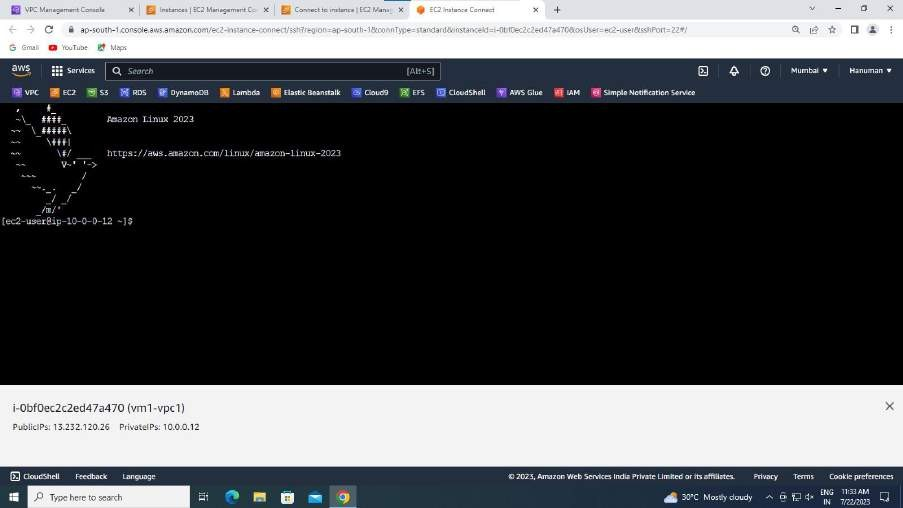 VPC Management Console
Instances | EC2 Management Co
Connect to instance | EC2 Manag
EC2 Instance Connect
ap-south-1.console.aws.amazon.com/ec2-instance-connect/ssh?region=ap-south-1&connType=standard&instanceId=i-0bf0ec2c2ed47a470&osUser=ec2-user&sshPort=22#/
Gmail YouTube Maps
aws Services Search [Alt+S] Mumbai ▼ Hanuman ▼
VPC EC2 S3 RDS DynamoDB Lambda Elastic Beanstalk Cloud9 EFS CloudShell AWS Glue IAM Simple Notification Service
   ,     #_
   ~\_  ####_        Amazon Linux 2023
  ~~  \_#####\
  ~~     \###|
  ~~       \#/ ___   https://aws.amazon.com/linux/amazon-linux-2023
   ~~       V~' '->
    ~~~         /
      ~~._.   _/
         _/ _/
       _/m/'
[ec2-user@ip-10-0-0-12 ~]$
i-0bf0ec2c2ed47a470 (vm1-vpc1)
PublicIPs: 13.232.120.26 PrivateIPs: 10.0.0.12
CloudShell Feedback Language © 2023, Amazon Web Services India Private Limited or its affiliates. Privacy Terms Cookie preferences
Type here to search 30°C Mostly cloudy ENG 11:33 AM
IN 7/22/2023